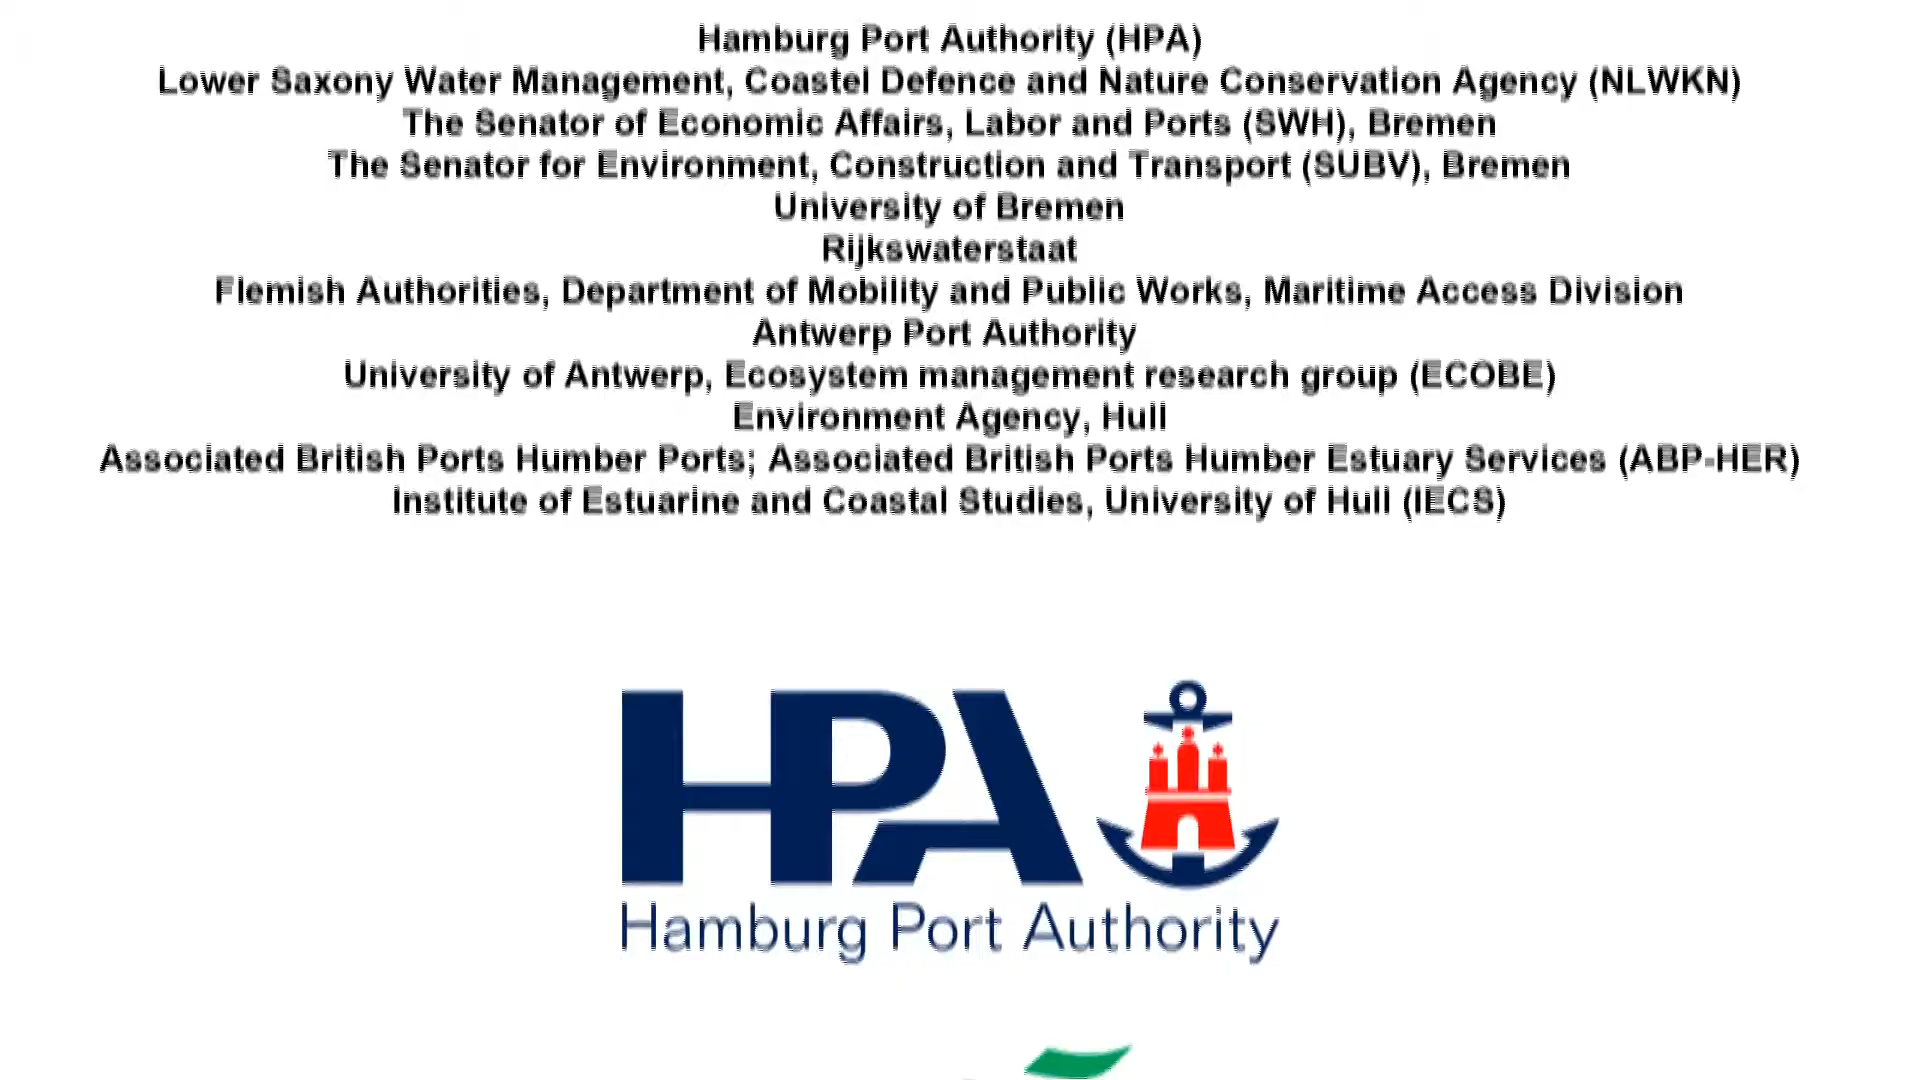 Hamburg Port Authority (HPA)
Lower Saxony Water Management, Coastel Defence and Nature Conservation Agency (NLWKN)
The Senator of Economic Affairs, Labor and Ports (SWH), Bremen
The Senator for Environment, Construction and Transport (SUBV), Bremen
University of Bremen
Rijkswaterstaat
Flemish Authorities, Department of Mobility and Public Works, Maritime Access Division
Antwerp Port Authority
University of Antwerp, Ecosystem management research group (ECOBE)
Environment Agency, Hull
Associated British Ports Humber Ports; Associated British Ports Humber Estuary Services (ABP-HER)
Institute of Estuarine and Coastal Studies, University of Hull (IECS)
HPA
Hamburg Port Authority